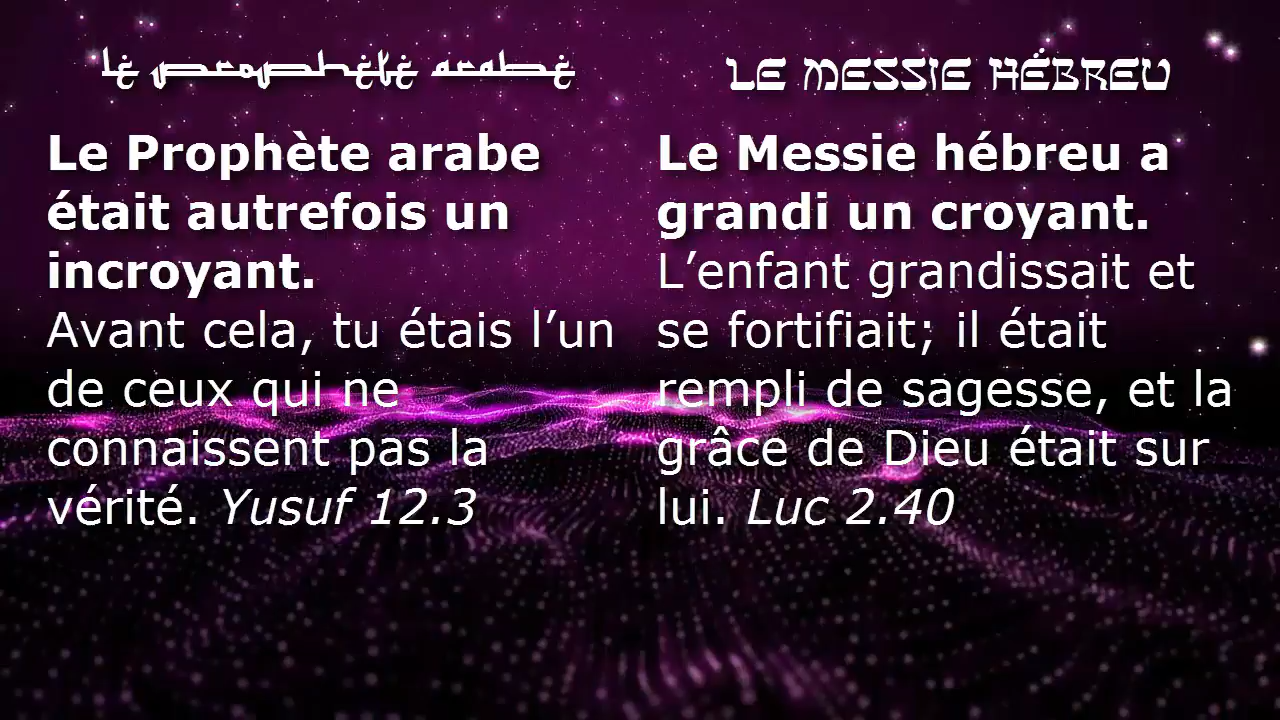 le prophète arabe
Le Prophète arabe
était autrefois un
incroyant.
Avant cela, tu étais l’un
de ceux qui ne
connaissent pas la
vérité. Yusuf 12.3
LE MESSIE HÉBREU
Le Messie hébreu a
grandi un croyant.
L’enfant grandissait et
se fortifiait; il était
rempli de sagesse, et la
grâce de Dieu était sur
lui. Luc 2.40